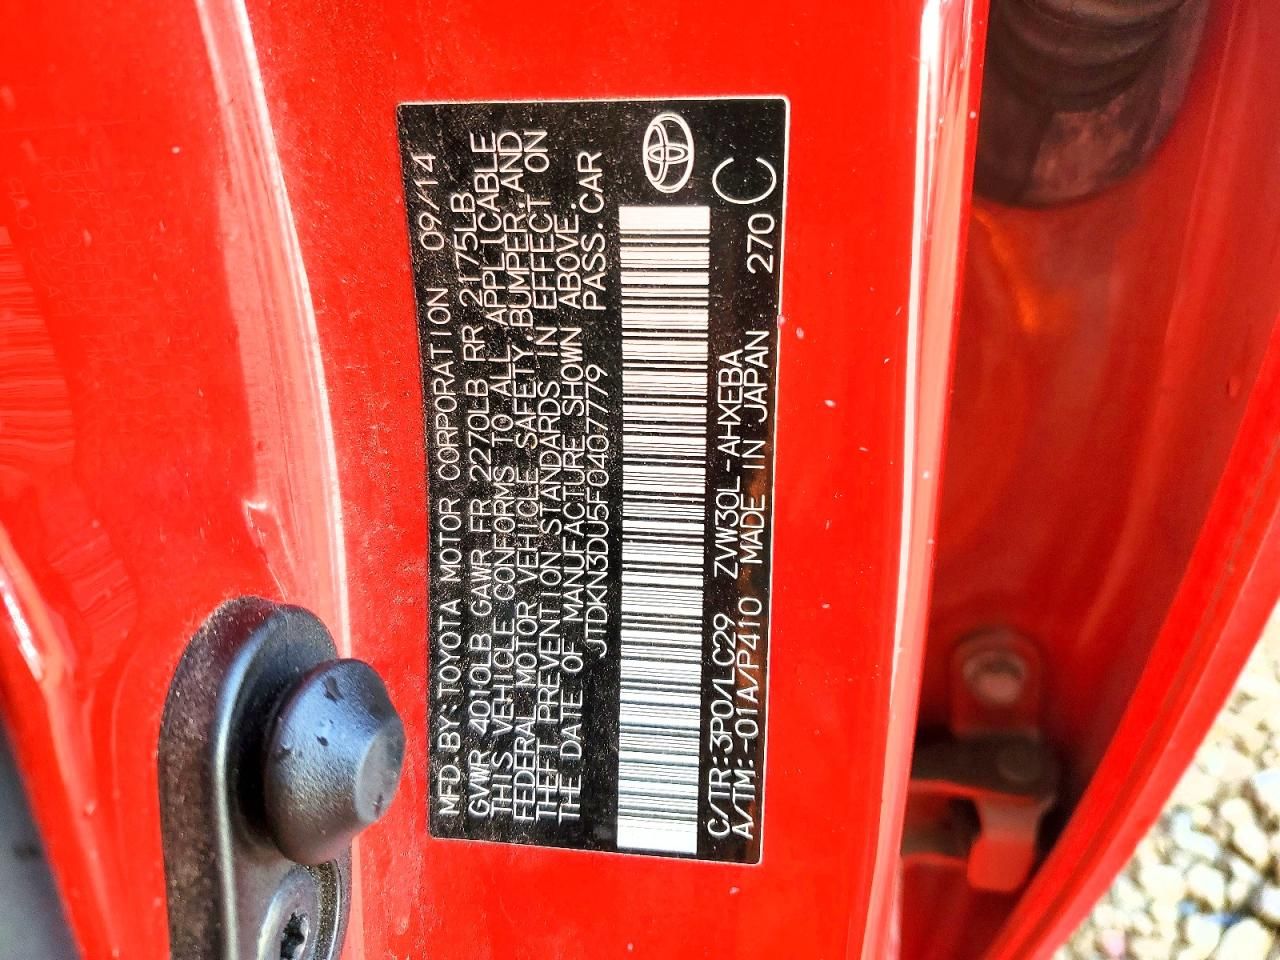 MFD.BY:TOYOTA MOTOR CORPORATION 09/14
GVWR 4010LB GAWR FR 2270LB RR 2175LB
THIS VEHICLE CONFORMS TO ALL APPLICABLE
FEDERAL MOTOR VEHICLE SAFETY,BUMPER,AND
THEFT PREVENTION STANDARDS IN EFFECT ON
THE DATE OF MANUFACTURE SHOWN ABOVE.
JTDKN3DU5F0407779 PASS.CAR
C/TR:3P0/LC29 ZVW30L-AHXEBA
A/TM:-01A/P410 MADE IN JAPAN 270 C